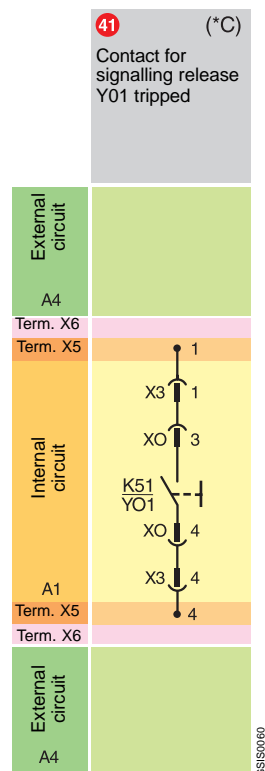 41 (*C)
Contact for
signalling release
Y01 tripped
External
circuit
A4
Term. X6
Term. X5
1
X3 1
XO 3
Internal
circuit
K51
YO1
XO 4
X3 4
A1
Term. X5
4
Term. X6
External
circuit
A4